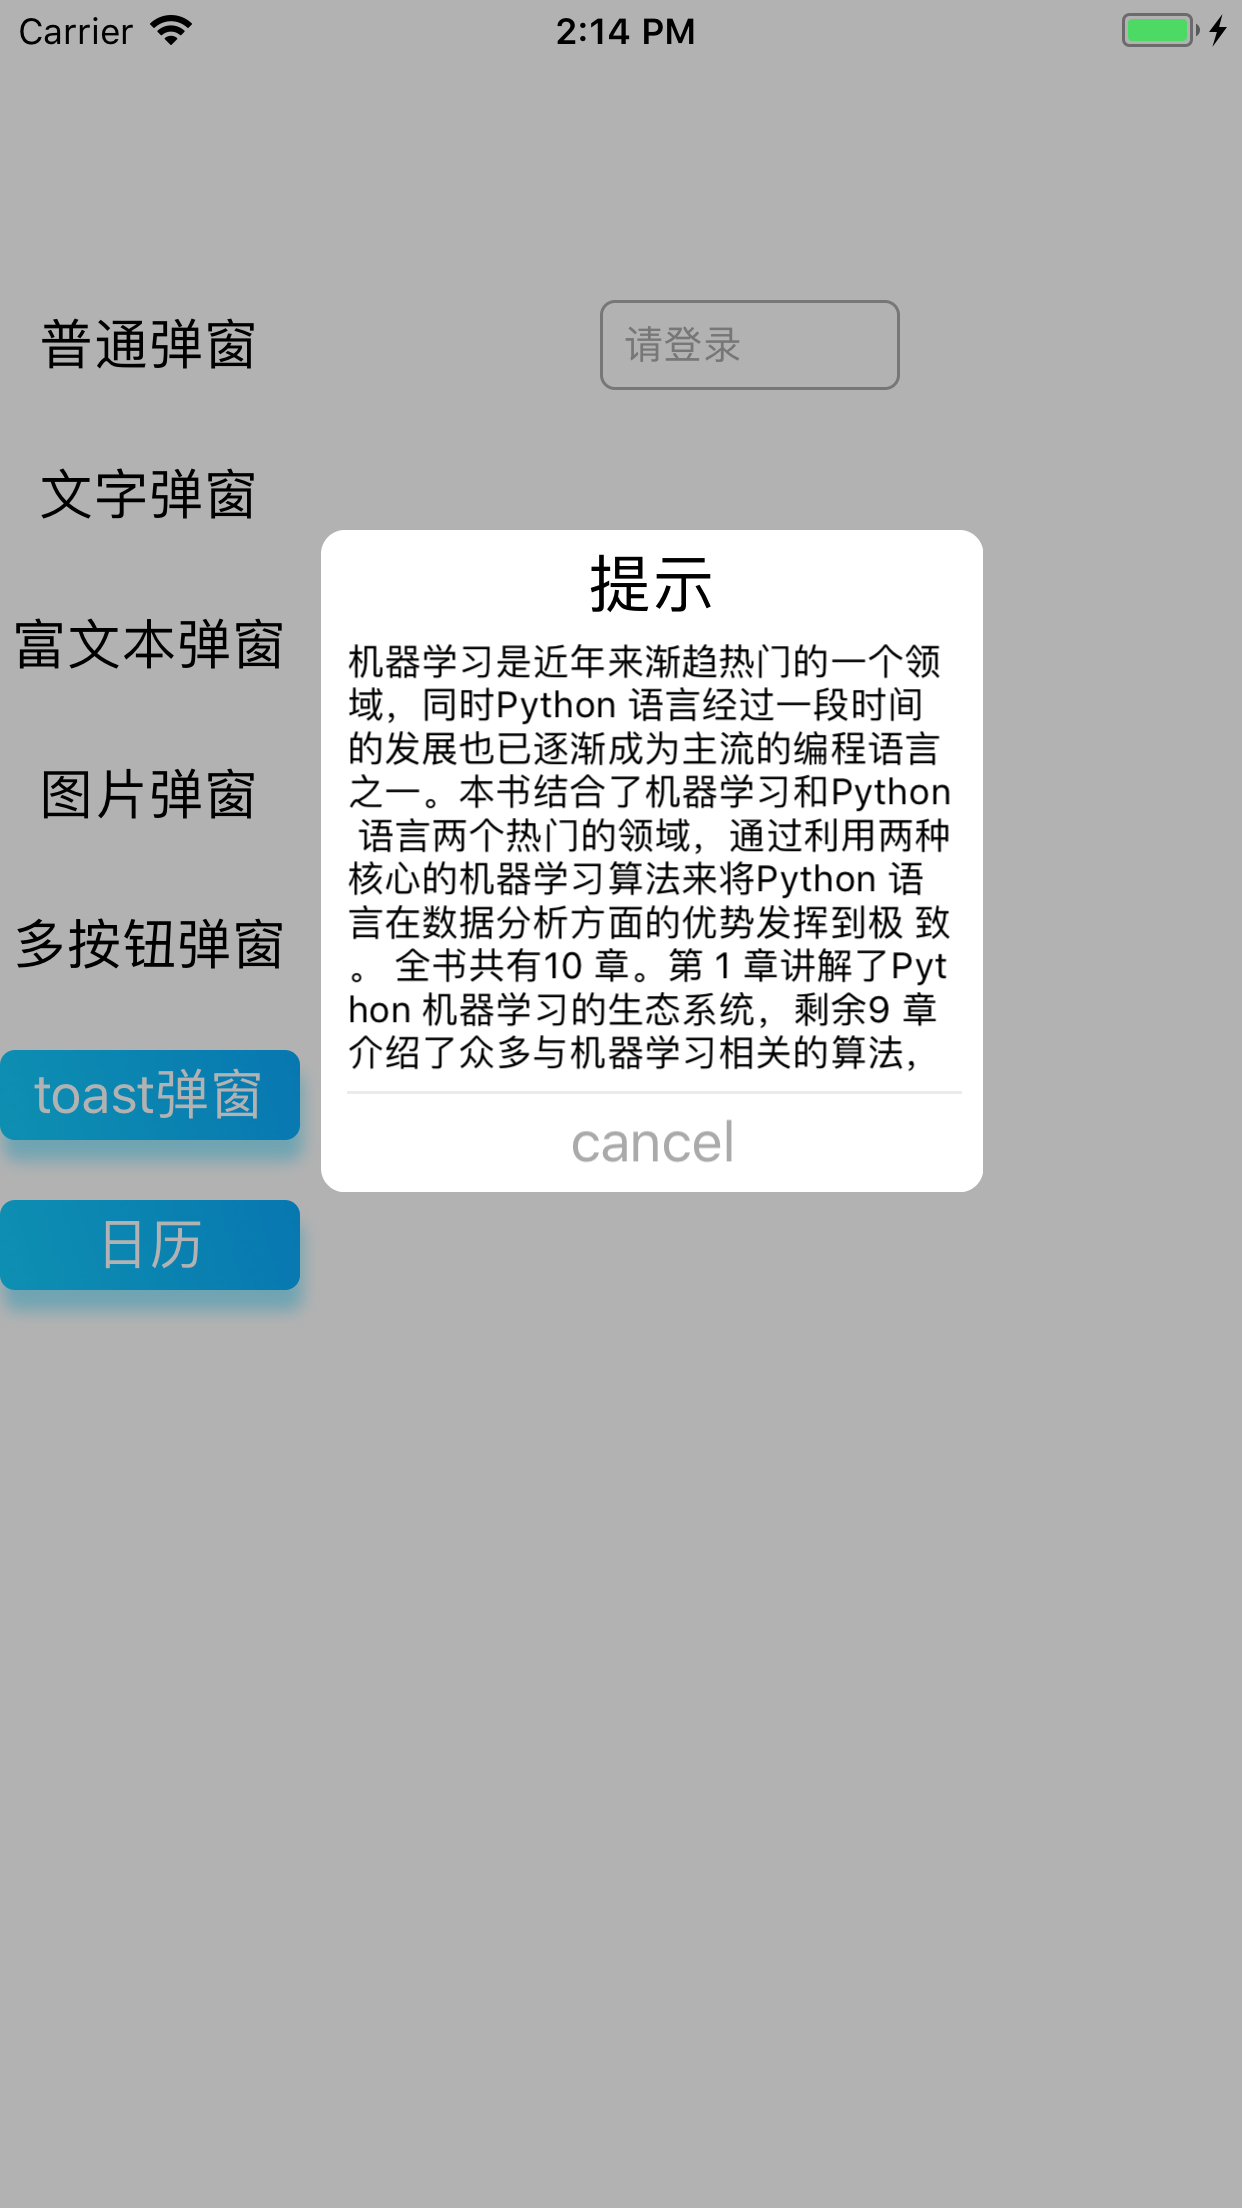 Carrier 2:14 PM
普通弹窗
请登录
文字弹窗
富文本弹窗
图片弹窗
多按钮弹窗
toast弹窗
日历
提示
机器学习是近年来渐趋热门的一个领
域，同时Python 语言经过一段时间
的发展也已逐渐成为主流的编程语言
之一。本书结合了机器学习和Python
语言两个热门的领域，通过利用两种
核心的机器学习算法来将Python 语
言在数据分析方面的优势发挥到极 致
。 全书共有10 章。第 1 章讲解了Pyt
hon 机器学习的生态系统，剩余9 章
介绍了众多与机器学习相关的算法，
cancel